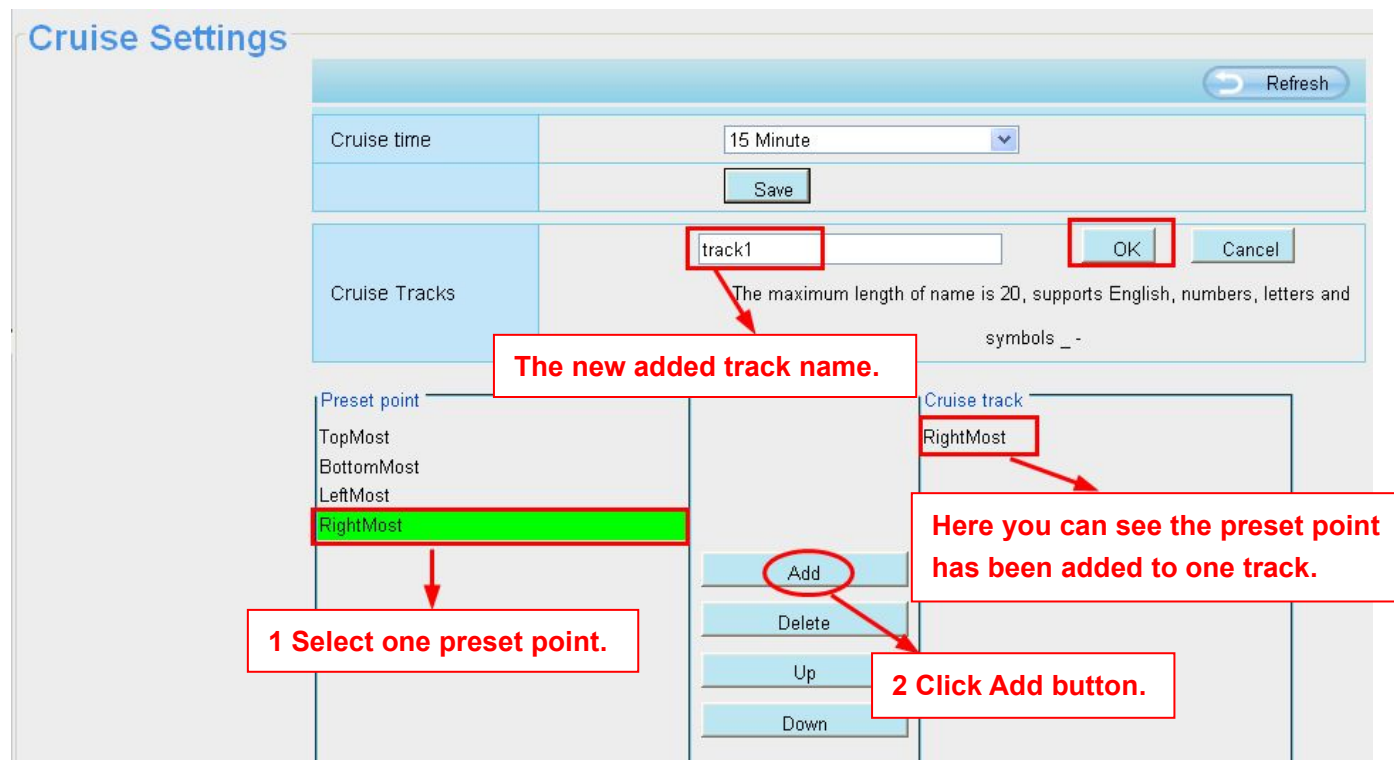 Cruise Settings
Refresh
Cruise time
15 Minute
Save
track1
OK
Cancel
Cruise Tracks
The maximum length of name is 20, supports English, numbers, letters and
symbols _ -
The new added track name.
Preset point
Cruise track
TopMost
RightMost
BottomMost
LeftMost
RightMost
Here you can see the preset point
has been added to one track.
Add
1 Select one preset point.
Delete
Up
2 Click Add button.
Down